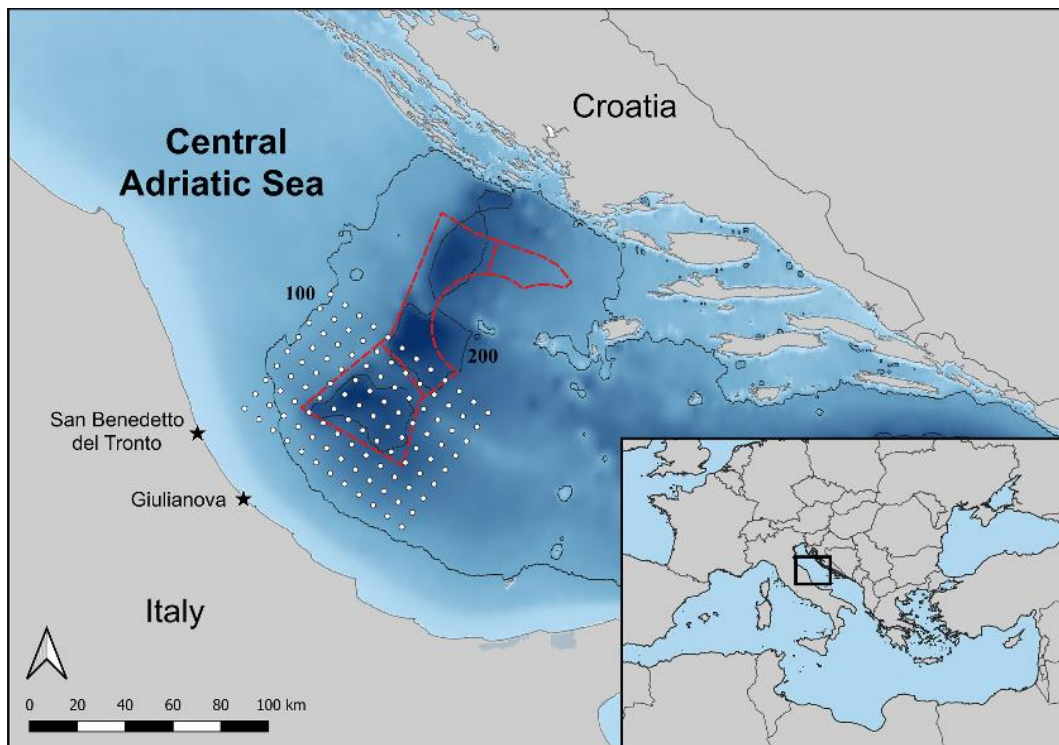 Croatia
Central
Adriatic Sea
100
200
San Benedetto
del Tronto
Giulianova
Italy
0 20 40 60 80 100 km